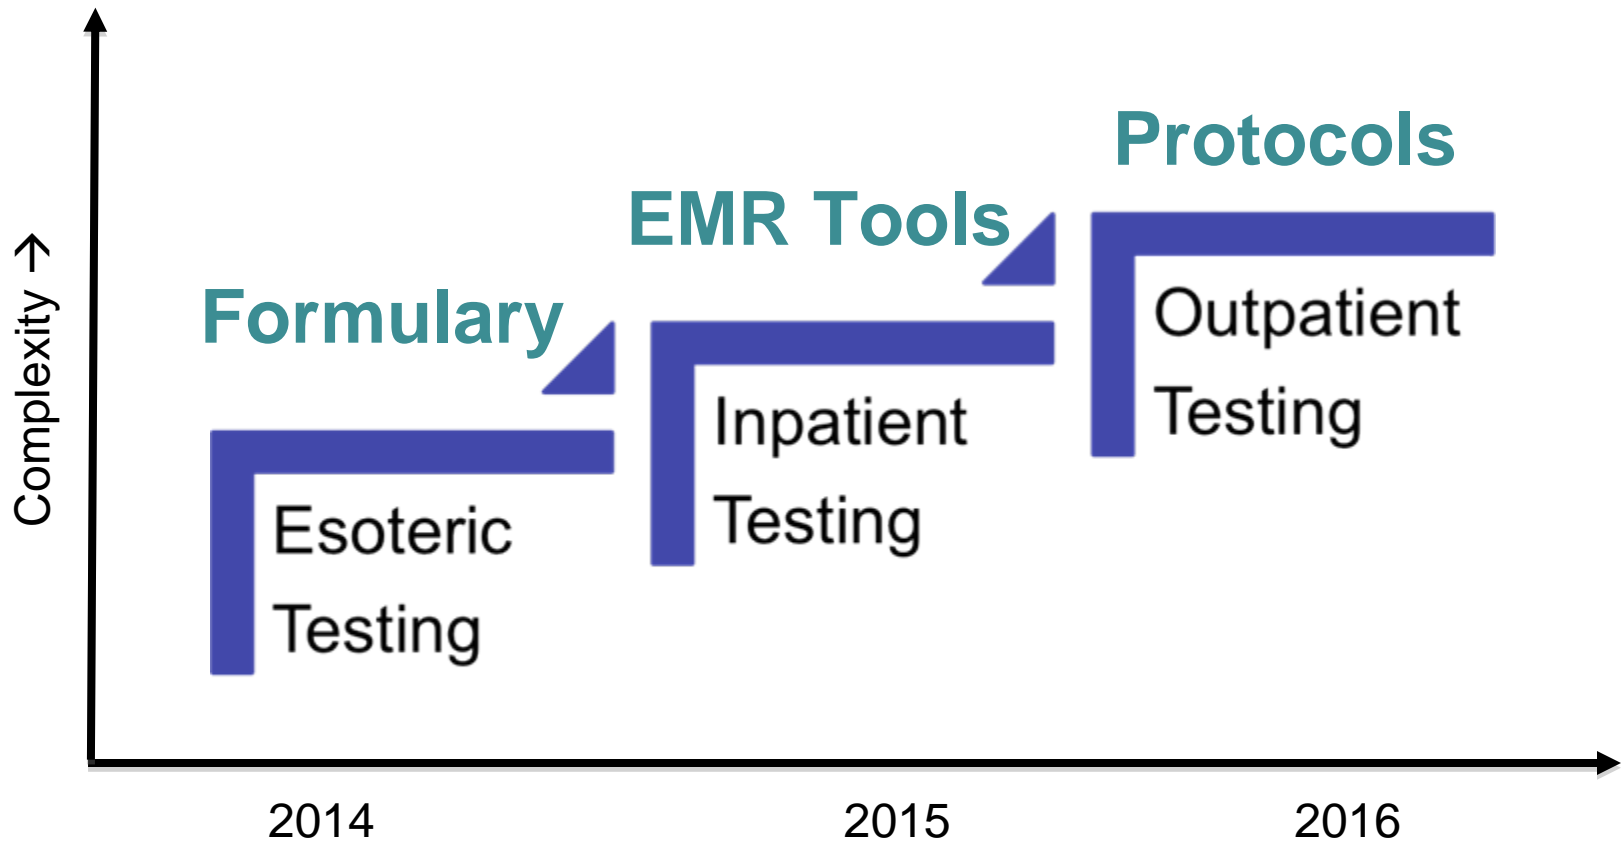 Complexity →
Formulary
Esoteric
Testing
EMR Tools
Inpatient
Testing
Protocols
Outpatient
Testing
2014
2015
2016